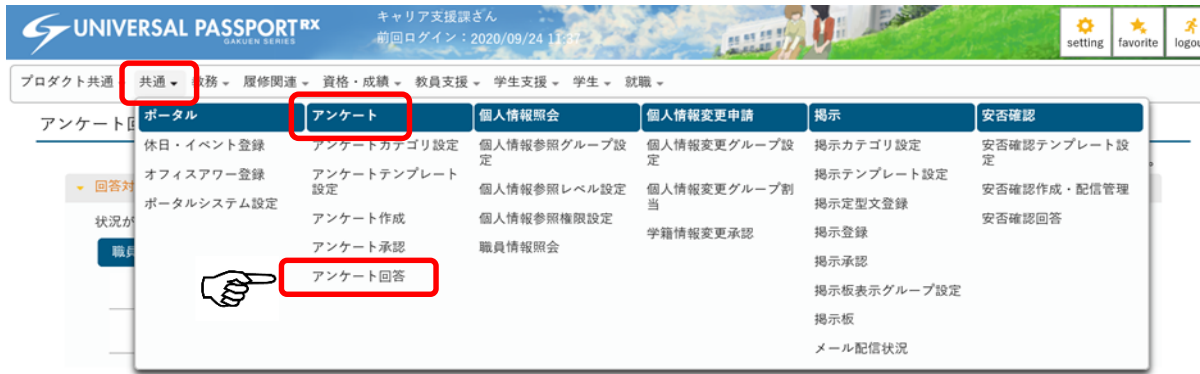 UNIVERSAL PASSPORT RX
GAKUEN SERIES
キャリア支援課さん
前回ログイン：2020/09/24 11:37
setting
favorite
logou
プロダクト共通
共通
教務
履修関連
資格・成績
教員支援
学生支援
学生
就職
アンケート回
回答対
状況が
職員
ポータル
休日・イベント登録
オフィスアワー登録
ポータルシステム設定
アンケート
アンケートカテゴリ設定
アンケートテンプレート
設定
アンケート作成
アンケート承認
アンケート回答
個人情報照会
個人情報参照グループ設
定
個人情報参照レベル設定
個人情報参照権限設定
職員情報照会
個人情報変更申請
個人情報変更グループ設
定
個人情報変更グループ割
当
学籍情報変更承認
掲示
掲示カテゴリ設定
掲示テンプレート設定
掲示定型文登録
掲示登録
掲示承認
掲示板表示グループ設定
掲示板
メール配信状況
安否確認
安否確認テンプレート設
定
安否確認作成・配信管理
安否確認回答